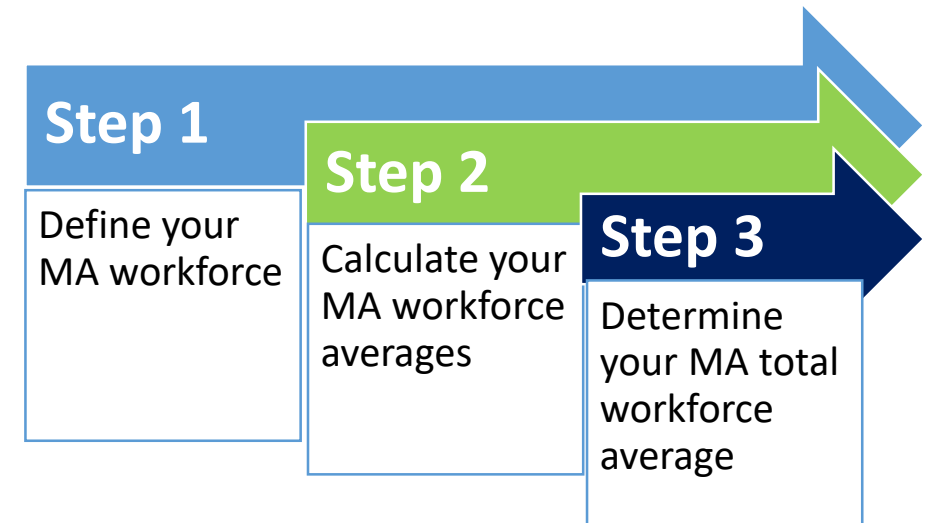 Step 1
Define your
MA workforce
Step 2
Calculate your
MA workforce
averages
Step 3
Determine
your MA total
workforce
average